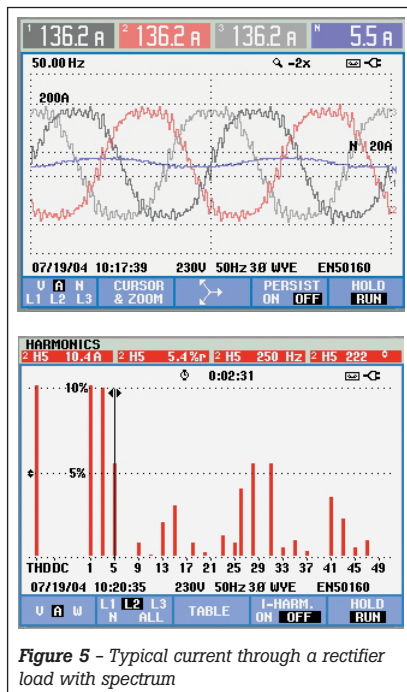 1 136.2 A 2 136.2 A 3 136.2 A N 5.5 A
50.00 Hz -2x
200A
N 20A
3
N
2
07/19/04 10:17:39 230V 50Hz 3Ø WYE EN50160
V A N
L1 L2 L3
CURSOR
& ZOOM
PERSIST
ON OFF
HOLD
RUN
HARMONICS
2 H5 10.4 A 2 H5 5.4%r 2 H5 250 Hz 2 H5 222 °
0:02:31
10%
5%
THDDC 1 5 9 13 17 21 25 29 33 37 41 45 49
07/19/04 10:20:35 230V 50Hz 3Ø WYE EN50160
V A W
L1 L2 L3
N ALL
TABLE
I-HARM.
ON OFF
HOLD
RUN
Figure 5 – Typical current through a rectifier
load with spectrum